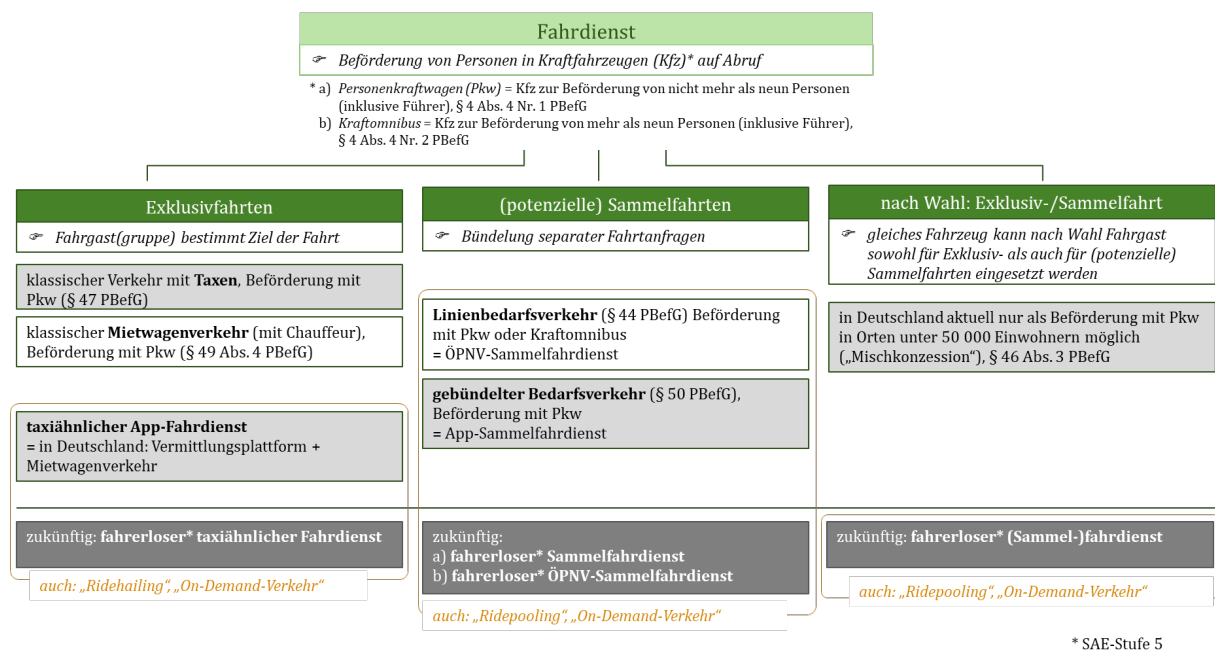 Fahrdienst
☞ Beförderung von Personen in Kraftfahrzeugen (Kfz)* auf Abruf
* a) Personenkraftwagen (Pkw) = Kfz zur Beförderung von nicht mehr als neun Personen
(inklusive Führer), § 4 Abs. 4 Nr. 1 PBefG
b) Kraftomnibus = Kfz zur Beförderung von mehr als neun Personen (inklusive Führer),
§ 4 Abs. 4 Nr. 2 PBefG
Exklusivfahrten
☞ Fahrgast(gruppe) bestimmt Ziel der Fahrt
klassischer Verkehr mit Taxen, Beförderung mit
Pkw (§ 47 PBefG)
klassischer Mietwagenverkehr (mit Chauffeur),
Beförderung mit Pkw (§ 49 Abs. 4 PBefG)
taxiähnlicher App-Fahrdienst
= in Deutschland: Vermittlungsplattform +
Mietwagenverkehr
zukünftig: fahrerloser* taxiähnlicher Fahrdienst
auch: „Ridehailing“, „On-Demand-Verkehr“
(potenzielle) Sammelfahrten
☞ Bündelung separater Fahrtanfragen
Linienbedarfsverkehr (§ 44 PBefG) Beförderung
mit Pkw oder Kraftomnibus
= ÖPNV-Sammelfahrdienst
gebündelter Bedarfsverkehr (§ 50 PBefG),
Beförderung mit Pkw
= App-Sammelfahrdienst
zukünftig:
a) fahrerloser* Sammelfahrdienst
b) fahrerloser* ÖPNV-Sammelfahrdienst
auch: „Ridepooling“, „On-Demand-Verkehr“
nach Wahl: Exklusiv-/Sammelfahrt
☞ gleiches Fahrzeug kann nach Wahl Fahrgast
sowohl für Exklusiv- als auch für (potenzielle)
Sammelfahrten eingesetzt werden
in Deutschland aktuell nur als Beförderung mit Pkw
in Orten unter 50 000 Einwohnern möglich
(„Mischkonzession“), § 46 Abs. 3 PBefG
zukünftig: fahrerloser* (Sammel-)fahrdienst
auch: „Ridepooling“, „On-Demand-Verkehr“
* SAE-Stufe 5